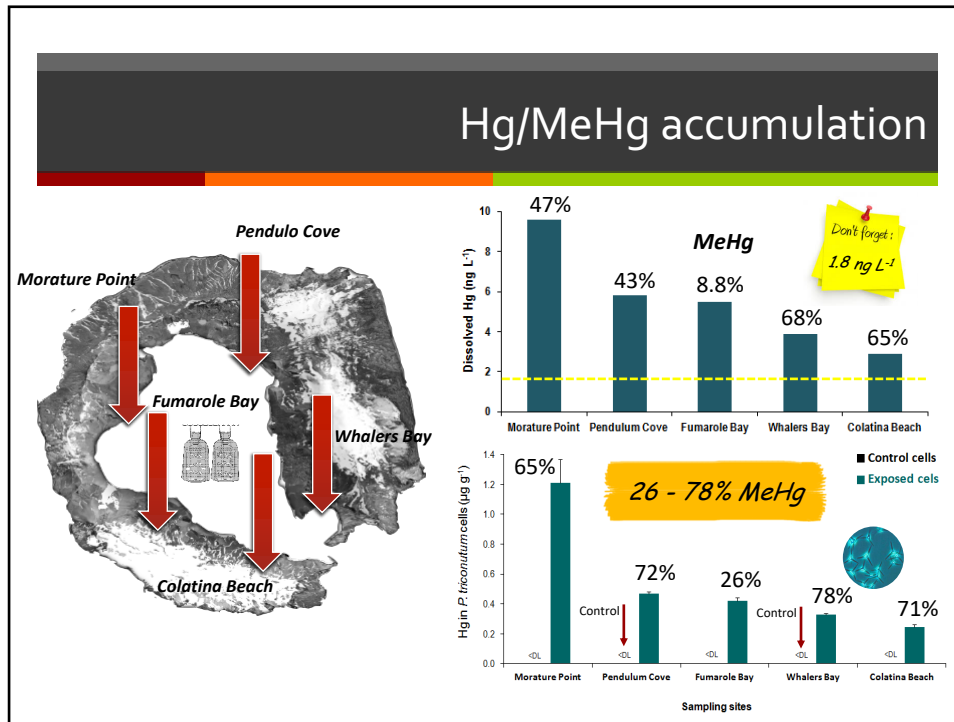 Hg/MeHg accumulation
Pendulo Cove
Morature Point
Fumarole Bay
Whalers Bay
Colatina Beach
Dissolved Hg (ng L-1)
10
8
6
4
2
0
47%
43%
8.8%
68%
65%
MeHg
Don't forget:
1.8 ng L-1
Morature Point
Pendulum Cove
Fumarole Bay
Whalers Bay
Colatina Beach
Control cells
Exposed cels
Hg in P. triconutum cells (µg g-1)
1.4
1.2
1.0
0.8
0.6
0.4
0.2
0.0
65%
72%
26%
78%
71%
26 - 78% MeHg
Control
Control
<DL
<DL
<DL
<DL
<DL
Morature Point
Pendulum Cove
Fumarole Bay
Whalers Bay
Colatina Beach
Sampling sites